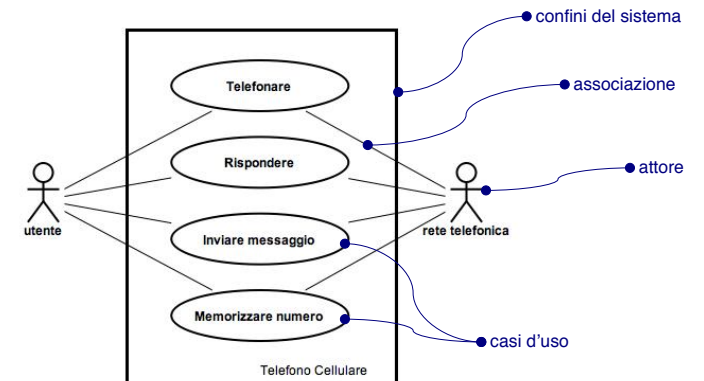 confini del sistema
Telefonare
associazione
Rispondere
attore
utente
rete telefonica
Inviare messaggio
Memorizzare numero
casi d'uso
Telefono Cellulare